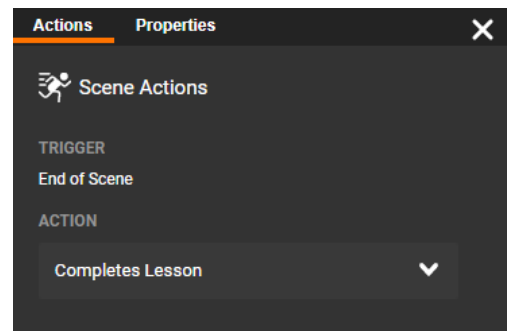 Actions Properties
Scene Actions
TRIGGER
End of Scene
ACTION
Completes Lesson